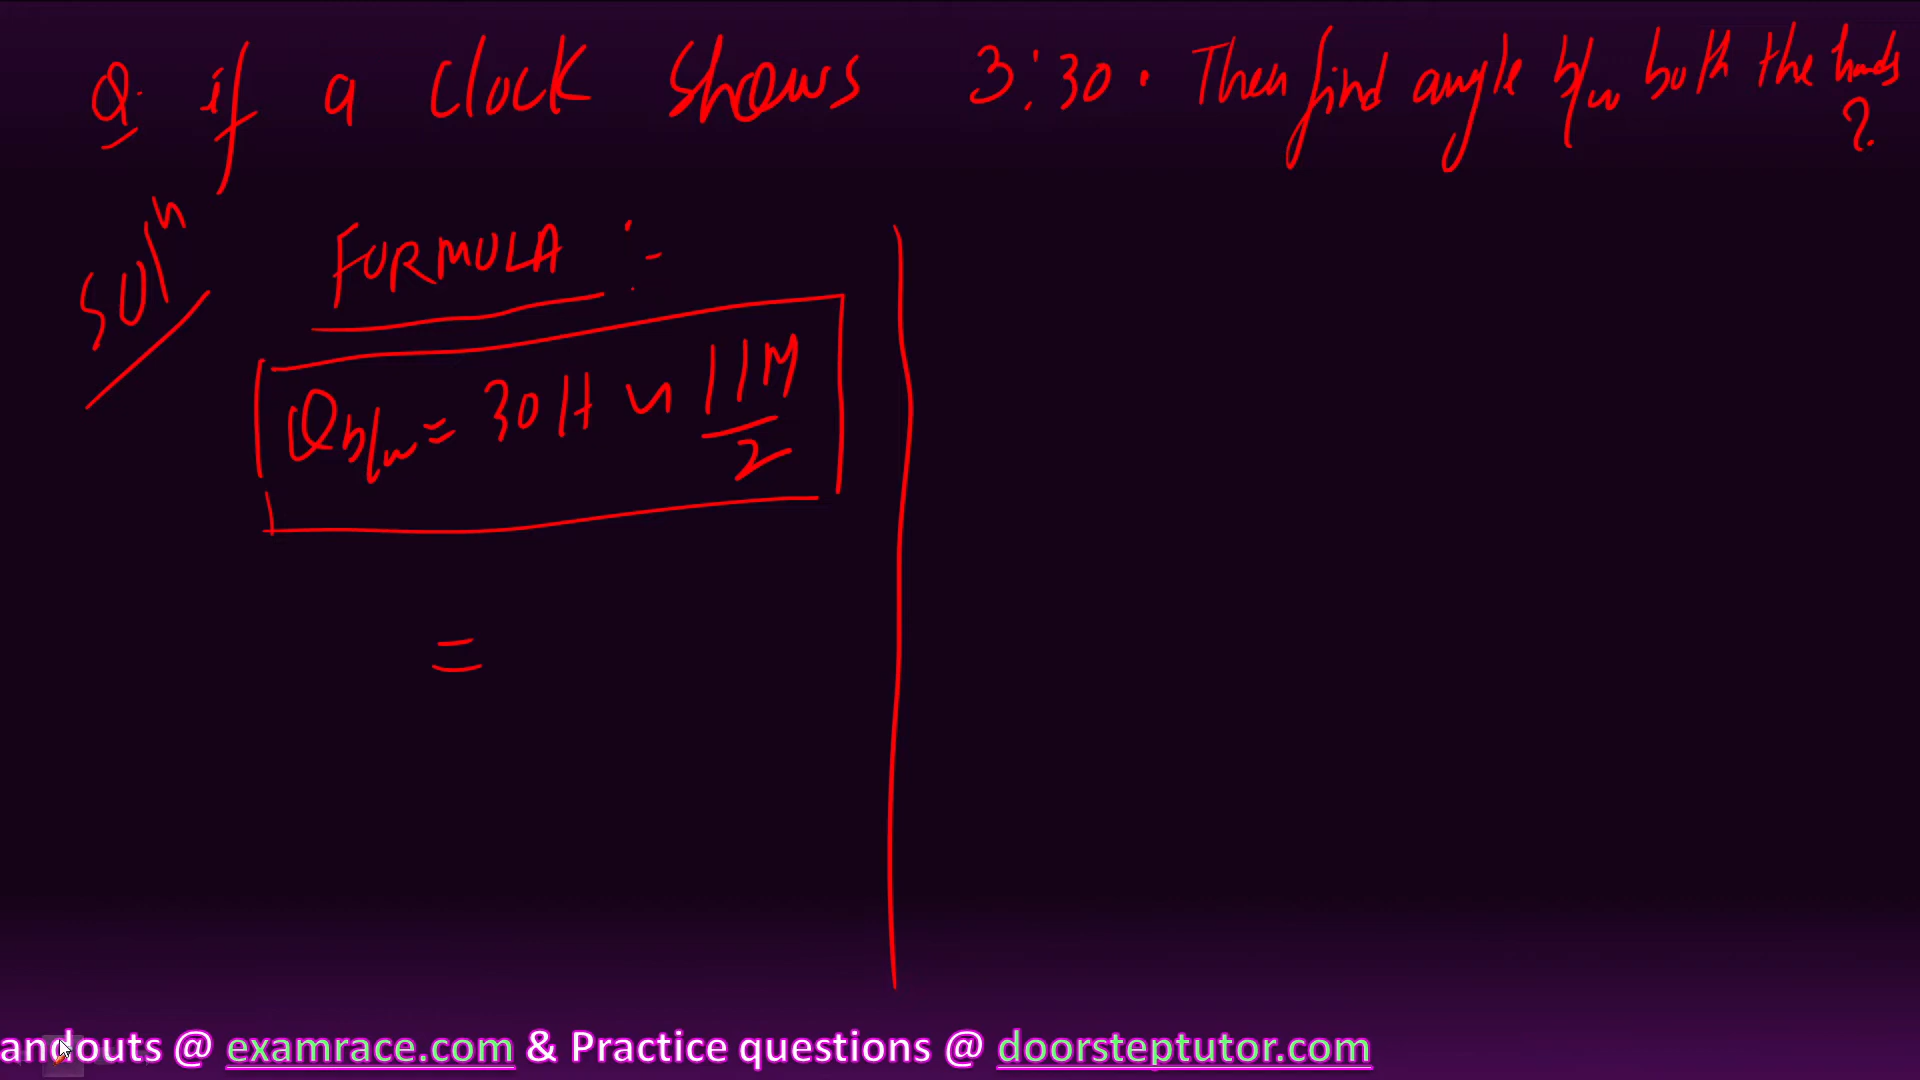 Q. if a clock shows 3:30. Then find angle b/w both the hands ?
Solⁿ
FORMULA :-
θb/w = 30H ~ 11M/2
=
andouts @ examrace.com & Practice questions @ doorsteptutor.com